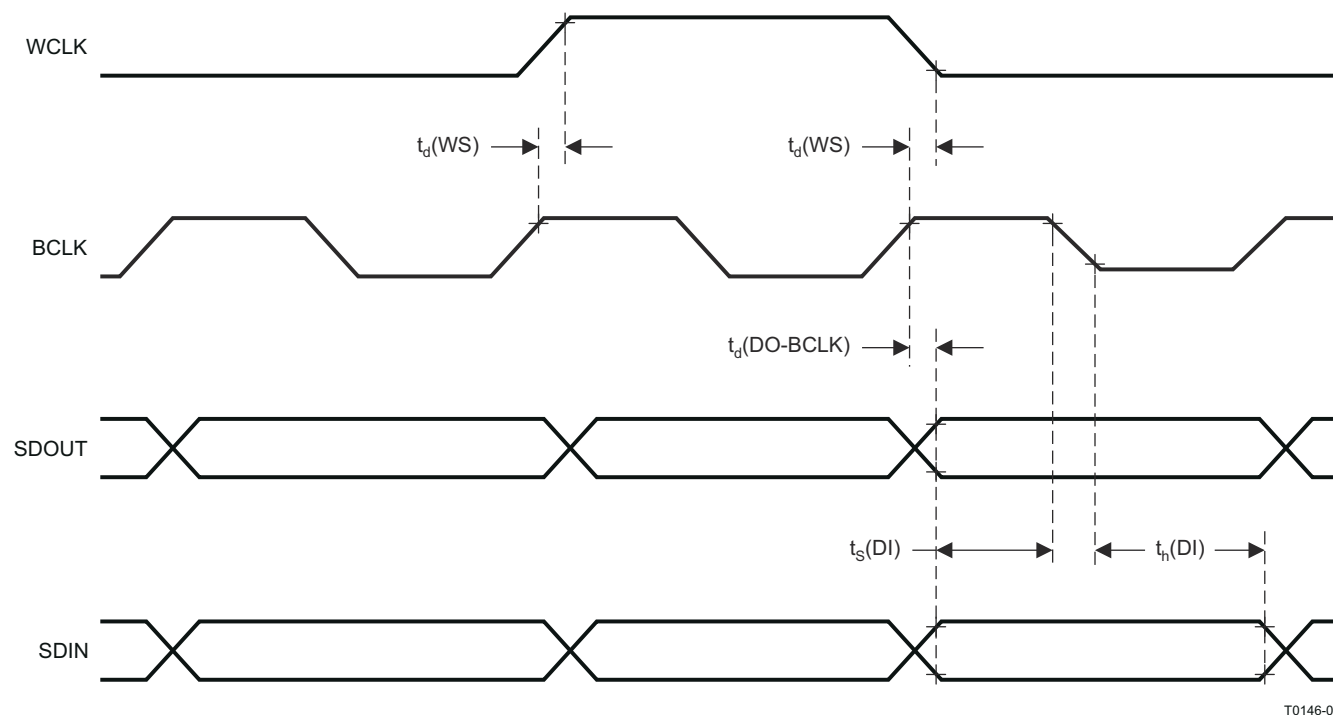 WCLK
td(WS) td(WS)
BCLK
td(DO-BCLK)
SDOUT
tS(DI) th(DI)
SDIN
T0146-0